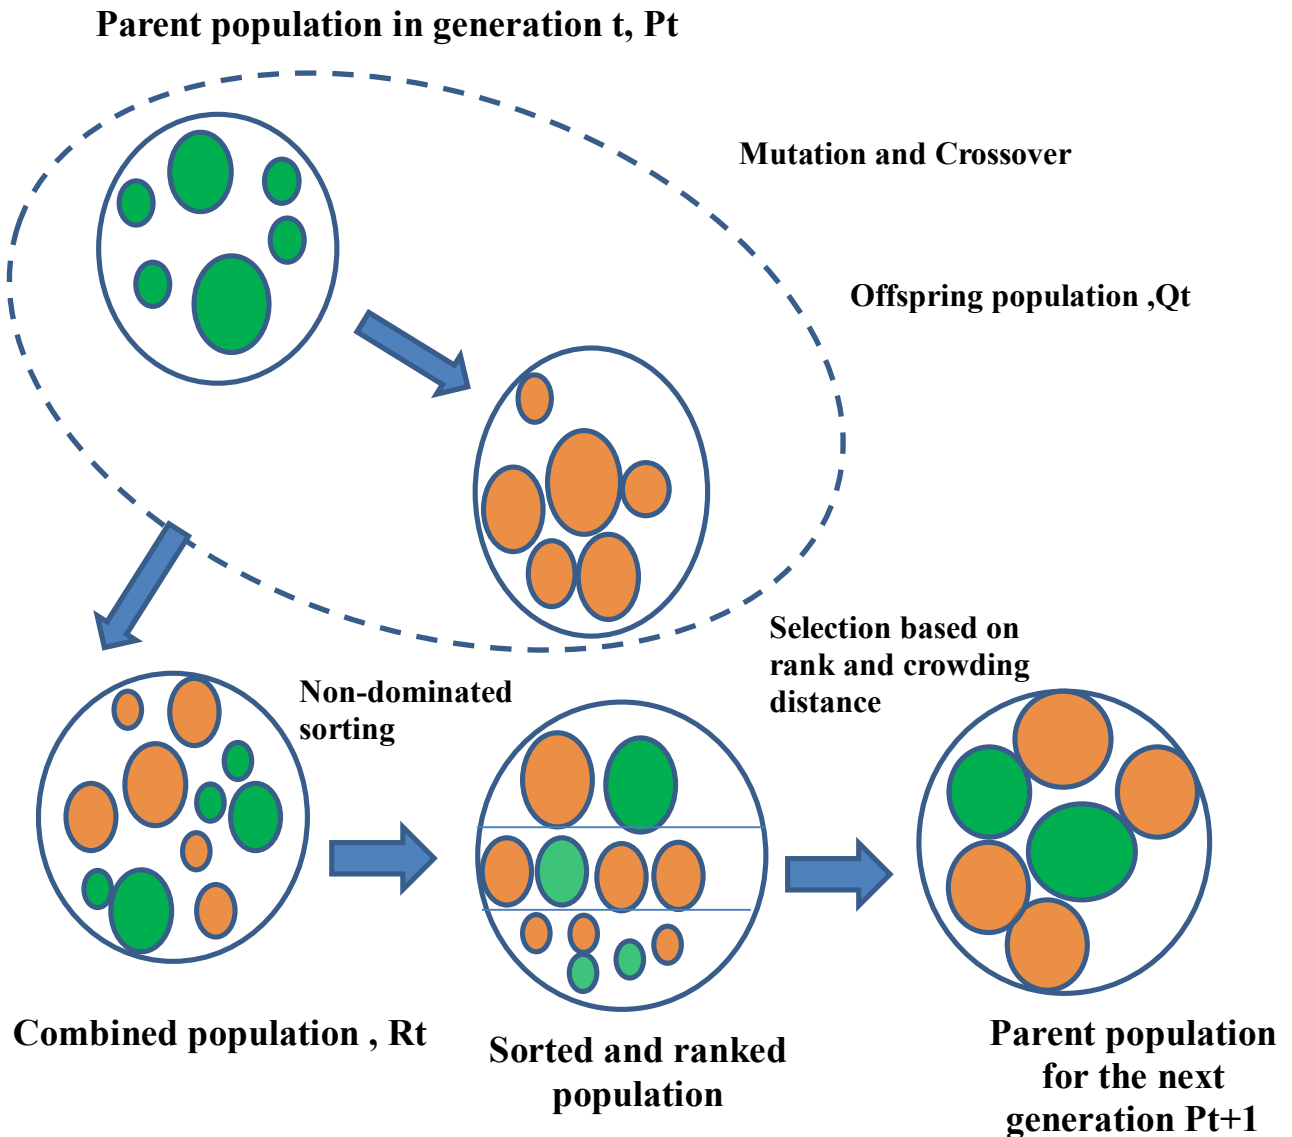 Parent population in generation t, Pt
Mutation and Crossover
Offspring population ,Qt
Selection based on
rank and crowding
distance
Non-dominated
sorting
Combined population , Rt
Sorted and ranked
population
Parent population
for the next
generation Pt+1